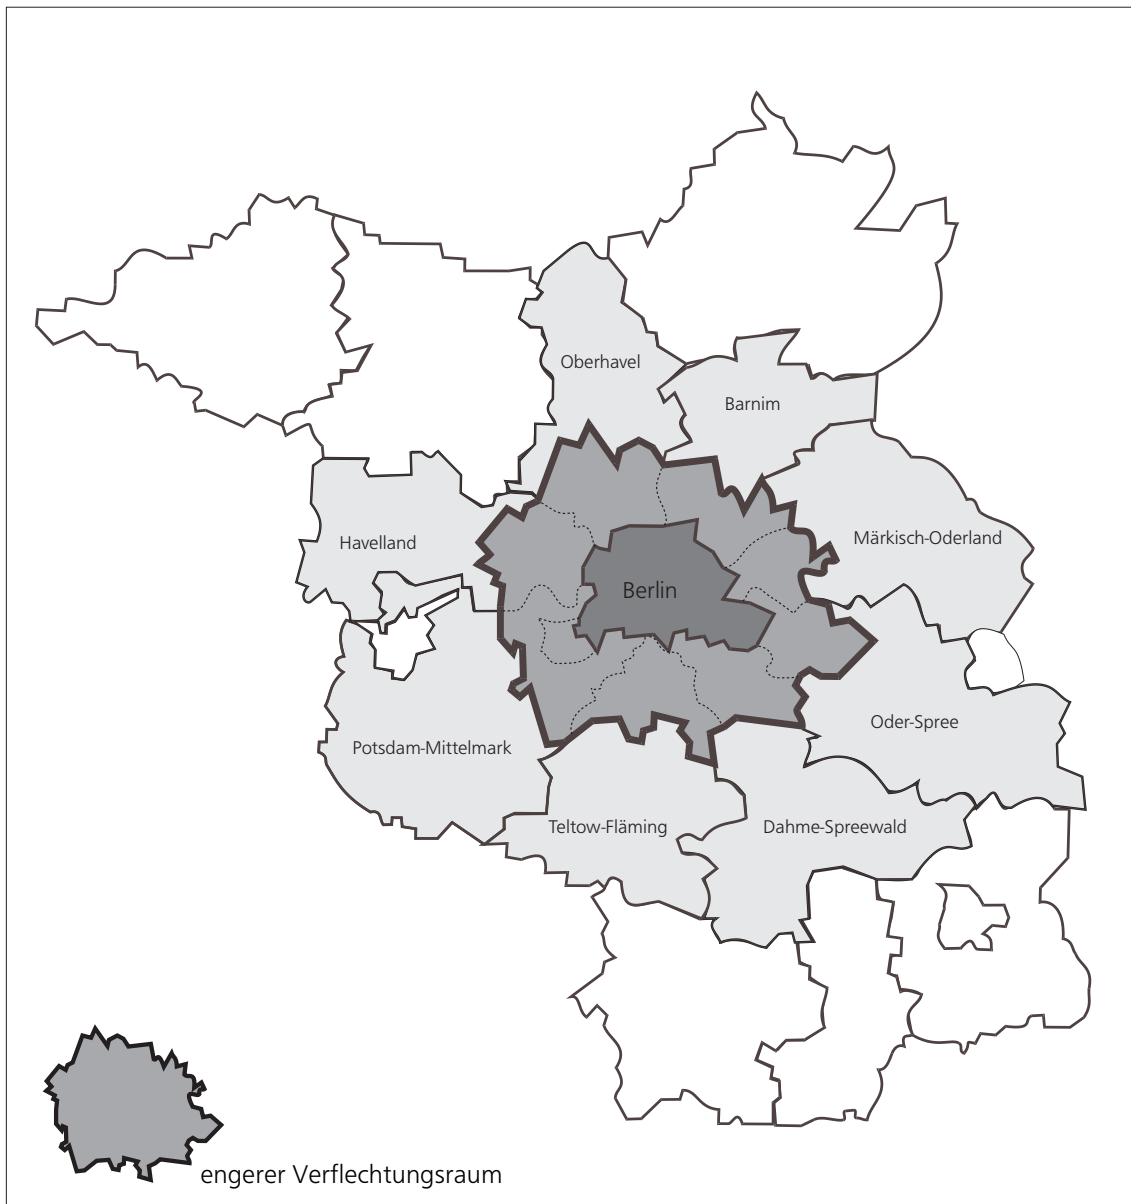 Oberhavel
Barnim
Havelland
Märkisch-Oderland
Berlin
Potsdam-Mittelmark
Oder-Spree
Teltow-Fläming
Dahme-Spreewald
engerer Verflechtungsraum